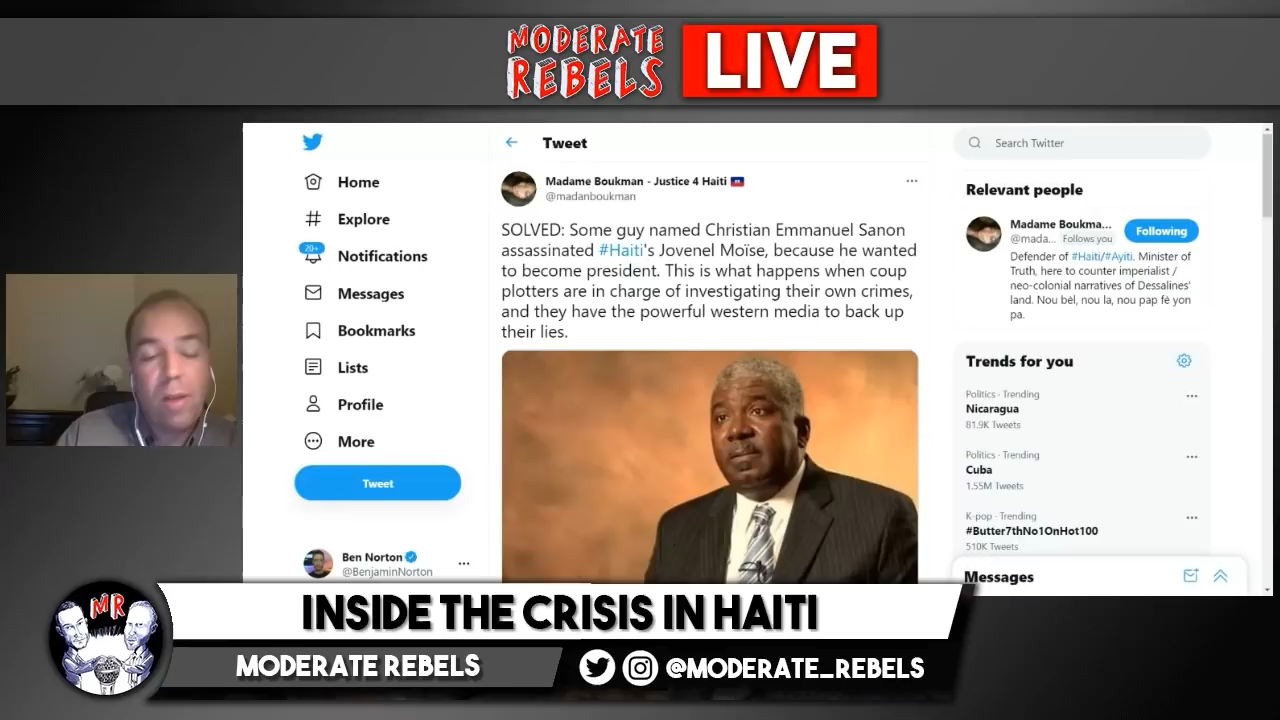 MODERATE
REBELS
LIVE
Home
Explore
20+
Notifications
Messages
Bookmarks
Lists
Profile
More
Tweet
Ben Norton
@BenjaminNorton
Tweet
Madame Boukman - Justice 4 Haiti
@madanboukman
SOLVED: Some guy named Christian Emmanuel Sanon
assassinated #Haiti's Jovenel Moïse, because he wanted
to become president. This is what happens when coup
plotters are in charge of investigating their own crimes,
and they have the powerful western media to back up
their lies.
Search Twitter
Relevant people
Madame Boukma...
@mada... Follows you
Following
Defender of #Haiti/#Ayiti. Minister of
Truth, here to counter imperialist /
neo-colonial narratives of Dessalines'
land. Nou bèl, nou la, nou pap fè yon
pa.
Trends for you
Politics · Trending
Nicaragua
81.9K Tweets
Politics · Trending
Cuba
1.55M Tweets
K-pop · Trending
#Butter7thNo1OnHot100
510K Tweets
Messages
MR
INSIDE THE CRISIS IN HAITI
MODERATE REBELS
@MODERATE_REBELS